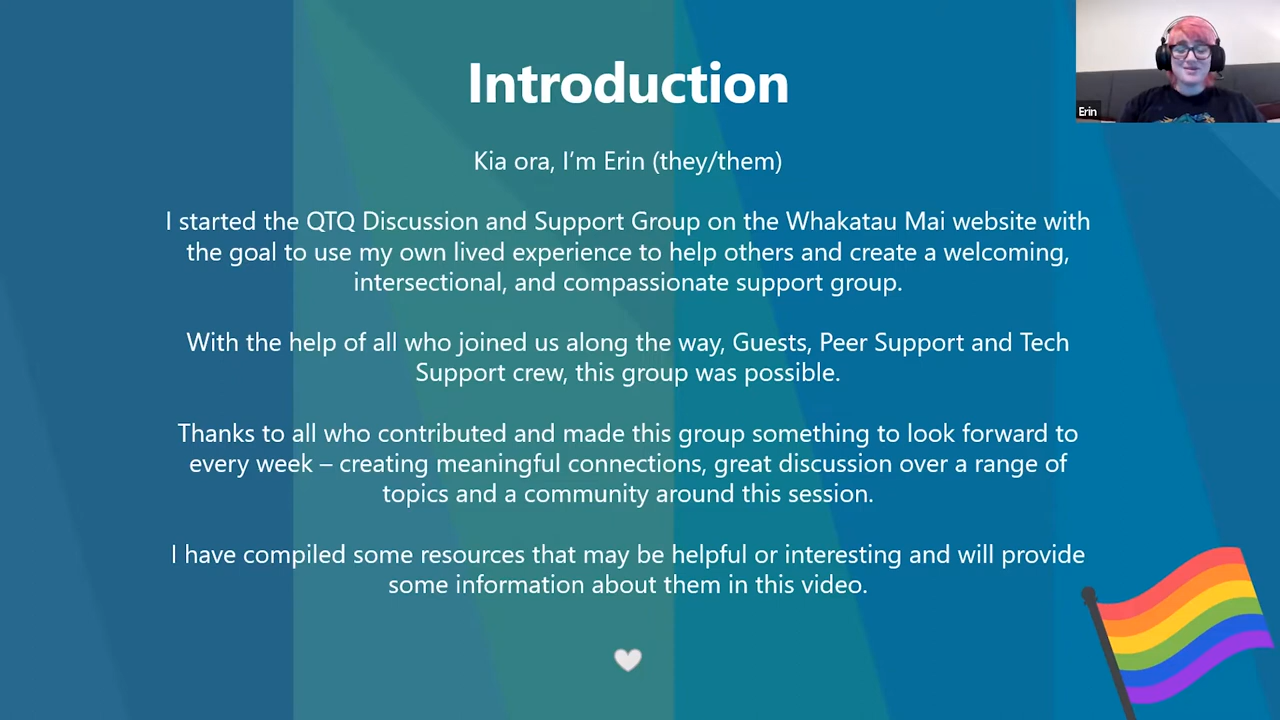 Introduction
Erin
Kia ora, I’m Erin (they/them)
I started the QTQ Discussion and Support Group on the Whakatau Mai website with
the goal to use my own lived experience to help others and create a welcoming,
intersectional, and compassionate support group.
With the help of all who joined us along the way, Guests, Peer Support and Tech
Support crew, this group was possible.
Thanks to all who contributed and made this group something to look forward to
every week – creating meaningful connections, great discussion over a range of
topics and a community around this session.
I have compiled some resources that may be helpful or interesting and will provide
some information about them in this video.